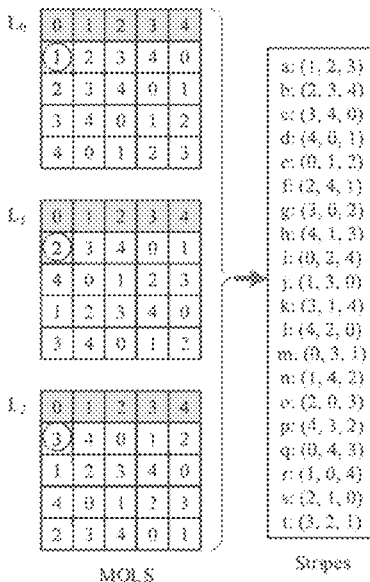 L0
0 1 2 3 4
1 2 3 4 0
2 3 4 0 1
3 4 0 1 2
4 0 1 2 3
L1
0 1 2 3 4
2 3 4 0 1
4 0 1 2 3
1 2 3 4 0
3 4 0 1 2
L2
0 1 2 3 4
3 4 0 1 2
1 2 3 4 0
4 0 1 2 3
2 3 4 0 1
MOLS
a: (1, 2, 3)
b: (2, 3, 4)
c: (3, 4, 0)
d: (4, 0, 1)
e: (0, 1, 2)
f: (2, 4, 1)
g: (3, 0, 2)
h: (4, 1, 3)
i: (0, 2, 4)
j: (1, 3, 0)
k: (3, 1, 4)
l: (4, 2, 0)
m: (0, 3, 1)
n: (1, 4, 2)
o: (2, 0, 3)
p: (4, 3, 2)
q: (0, 4, 3)
r: (1, 0, 4)
s: (2, 1, 0)
t: (3, 2, 1)
Stripes